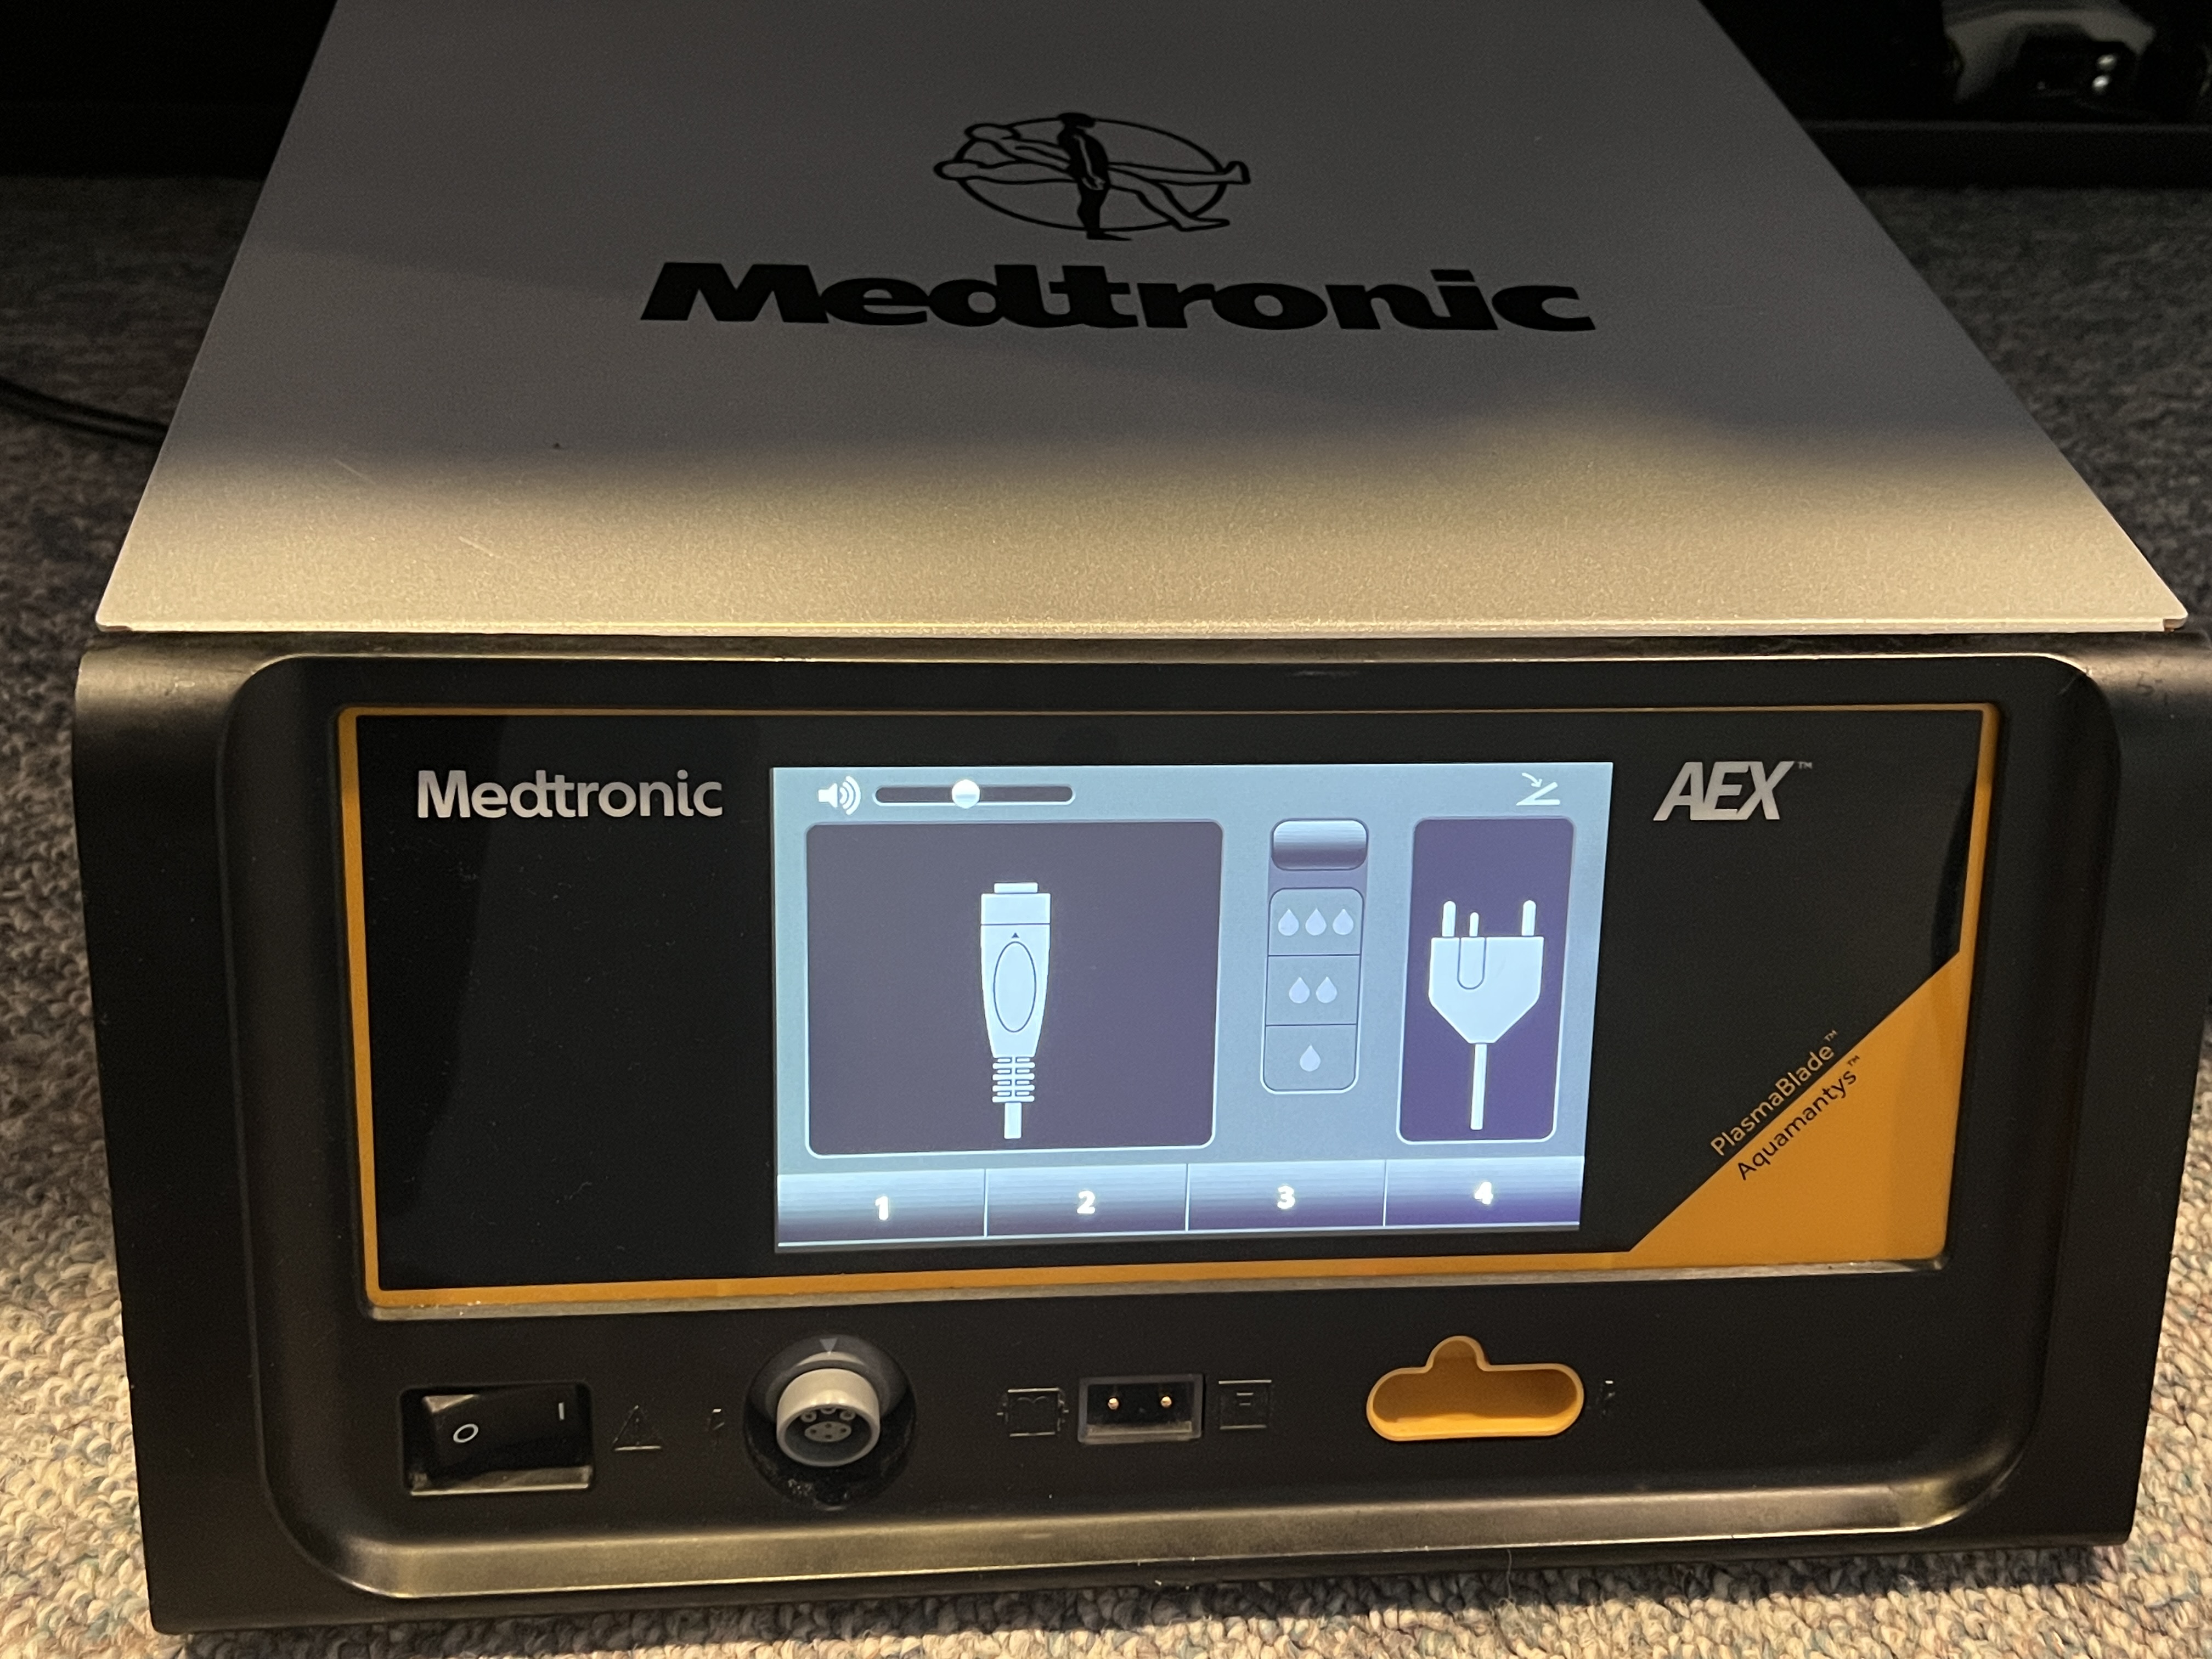 Medtronic
Medtronic
AEX™
PlasmaBlade™
Aquamantys™
1 2 3 4